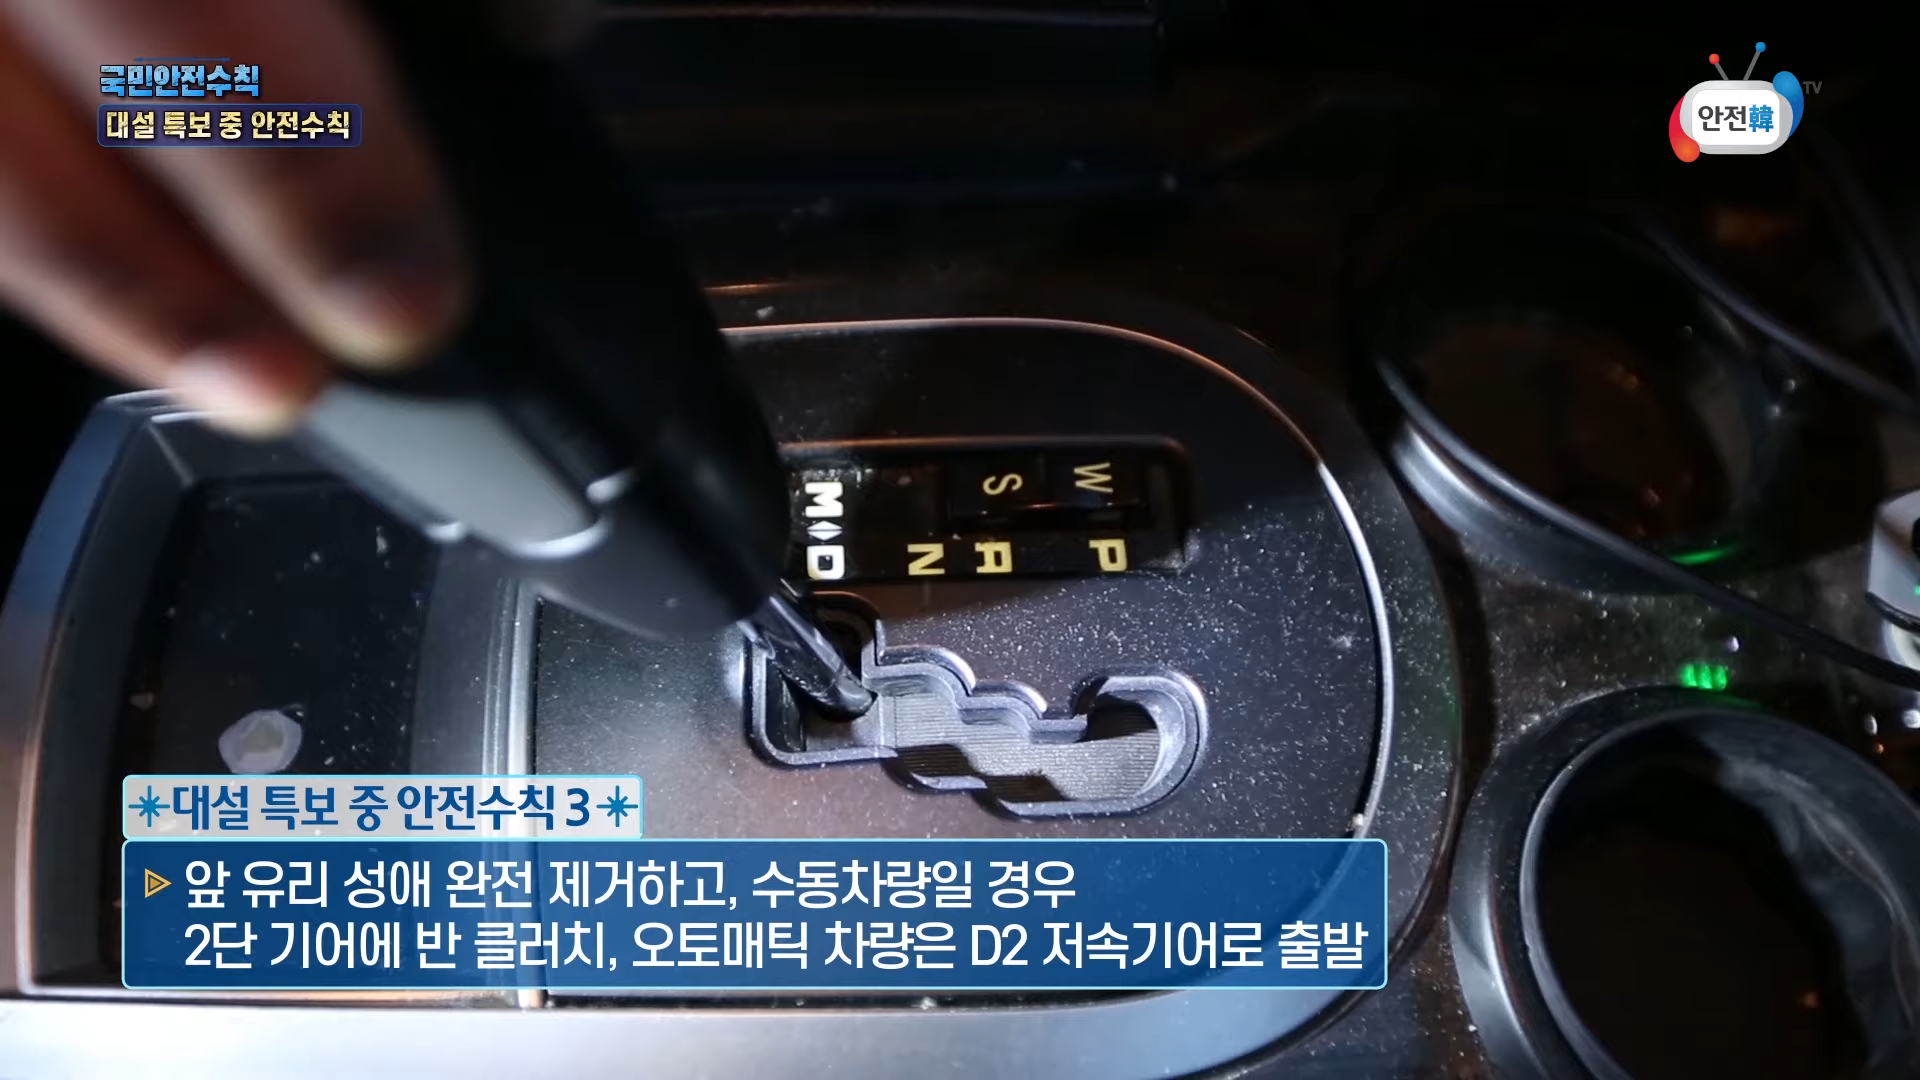 국민안전수칙
대설 특보 중 안전수칙
안전韓 TV
W
S
M
D
N
R
P
대설 특보 중 안전수칙 3
앞 유리 성애 완전 제거하고, 수동차량일 경우
2단 기어에 반 클러치, 오토매틱 차량은 D2 저속기어로 출발